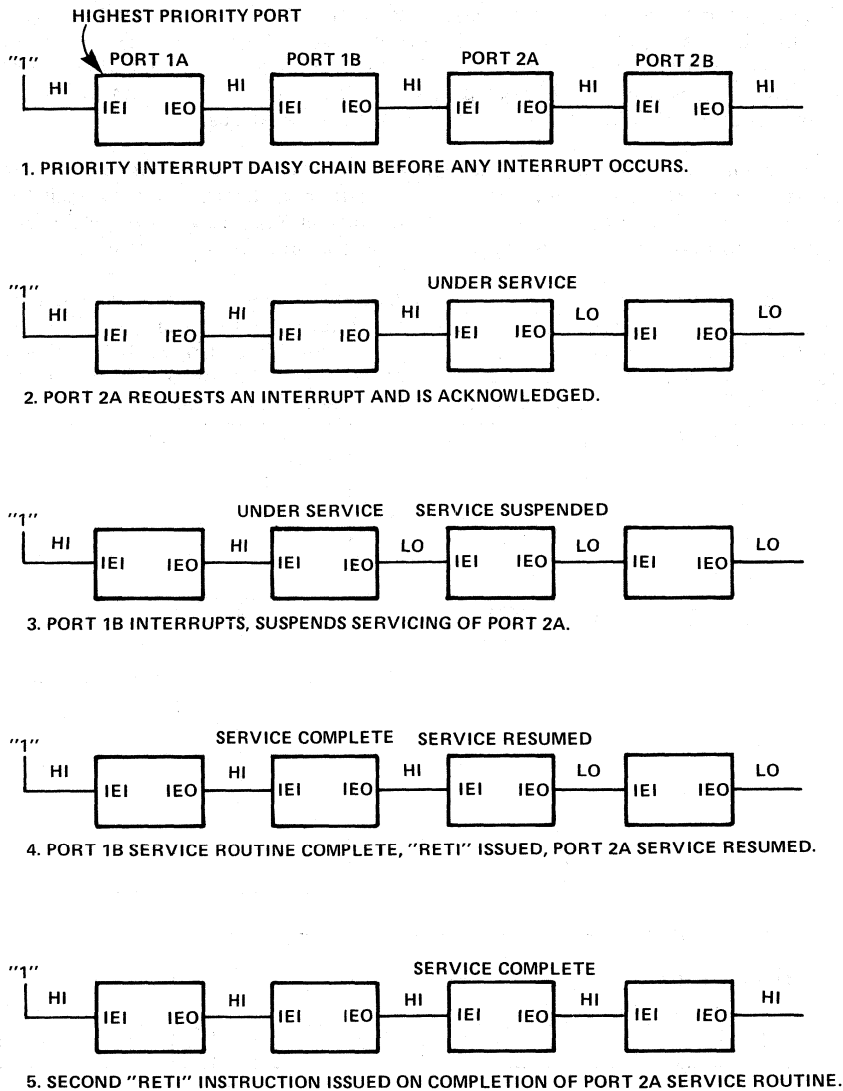 HIGHEST PRIORITY PORT
"1" PORT 1A PORT 1B PORT 2A PORT 2B
HI HI HI HI HI
IEI IEO IEI IEO IEI IEO IEI IEO
1. PRIORITY INTERRUPT DAISY CHAIN BEFORE ANY INTERRUPT OCCURS.
UNDER SERVICE
"1"
HI HI HI LO LO
IEI IEO IEI IEO IEI IEO IEI IEO
2. PORT 2A REQUESTS AN INTERRUPT AND IS ACKNOWLEDGED.
UNDER SERVICE SERVICE SUSPENDED
"1"
HI HI LO LO LO
IEI IEO IEI IEO IEI IEO IEI IEO
3. PORT 1B INTERRUPTS, SUSPENDS SERVICING OF PORT 2A.
SERVICE COMPLETE SERVICE RESUMED
"1"
HI HI HI LO LO
IEI IEO IEI IEO IEI IEO IEI IEO
4. PORT 1B SERVICE ROUTINE COMPLETE, "RETI" ISSUED, PORT 2A SERVICE RESUMED.
SERVICE COMPLETE
"1"
HI HI HI HI HI
IEI IEO IEI IEO IEI IEO IEI IEO
5. SECOND "RETI" INSTRUCTION ISSUED ON COMPLETION OF PORT 2A SERVICE ROUTINE.